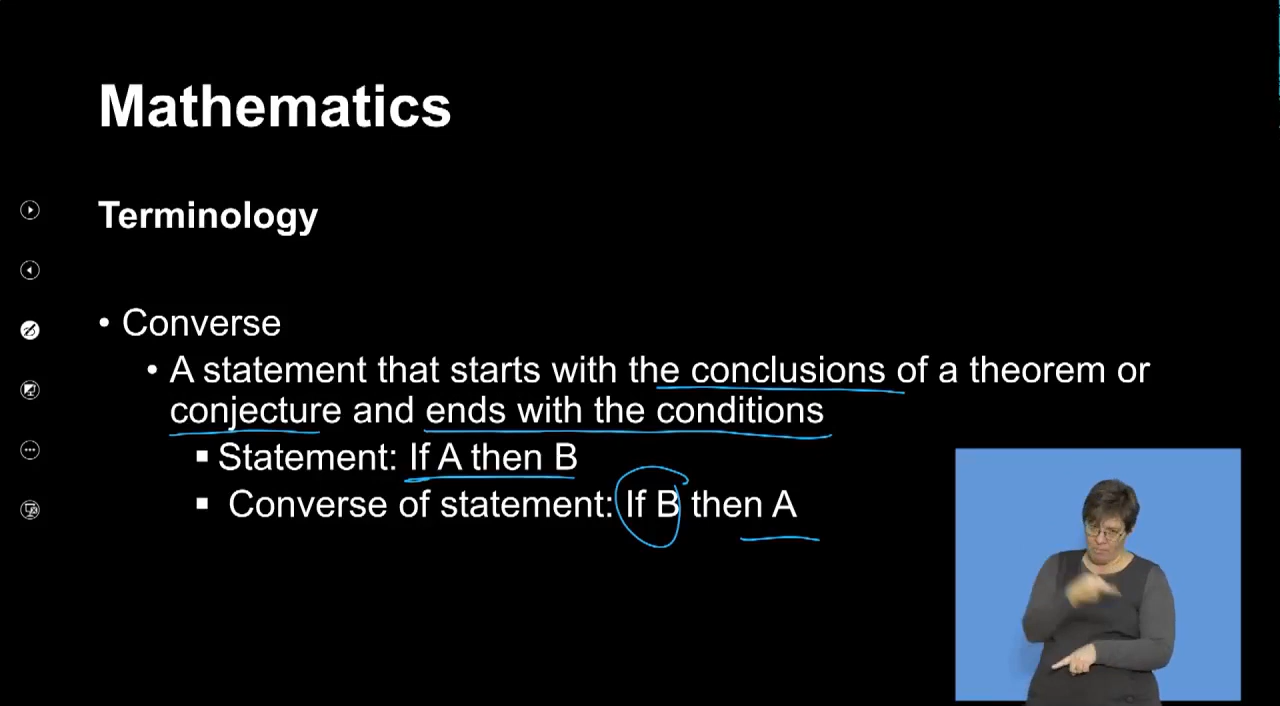 Mathematics
Terminology
• Converse
• A statement that starts with the conclusions of a theorem or
conjecture and ends with the conditions
▪ Statement: If A then B
▪ Converse of statement: If B then A